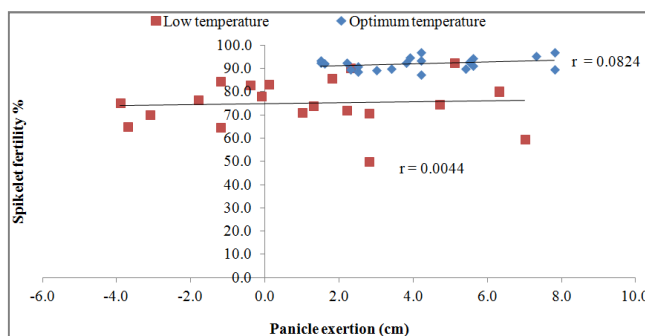 Low temperature Optimum temperature
100.0
90.0
80.0
70.0
60.0
50.0
40.0
30.0
20.0
10.0
0.0
Spikelet fertility %
r = 0.0824
r = 0.0044
-6.0 -4.0 -2.0 0.0 2.0 4.0 6.0 8.0 10.0
Panicle exertion (cm)